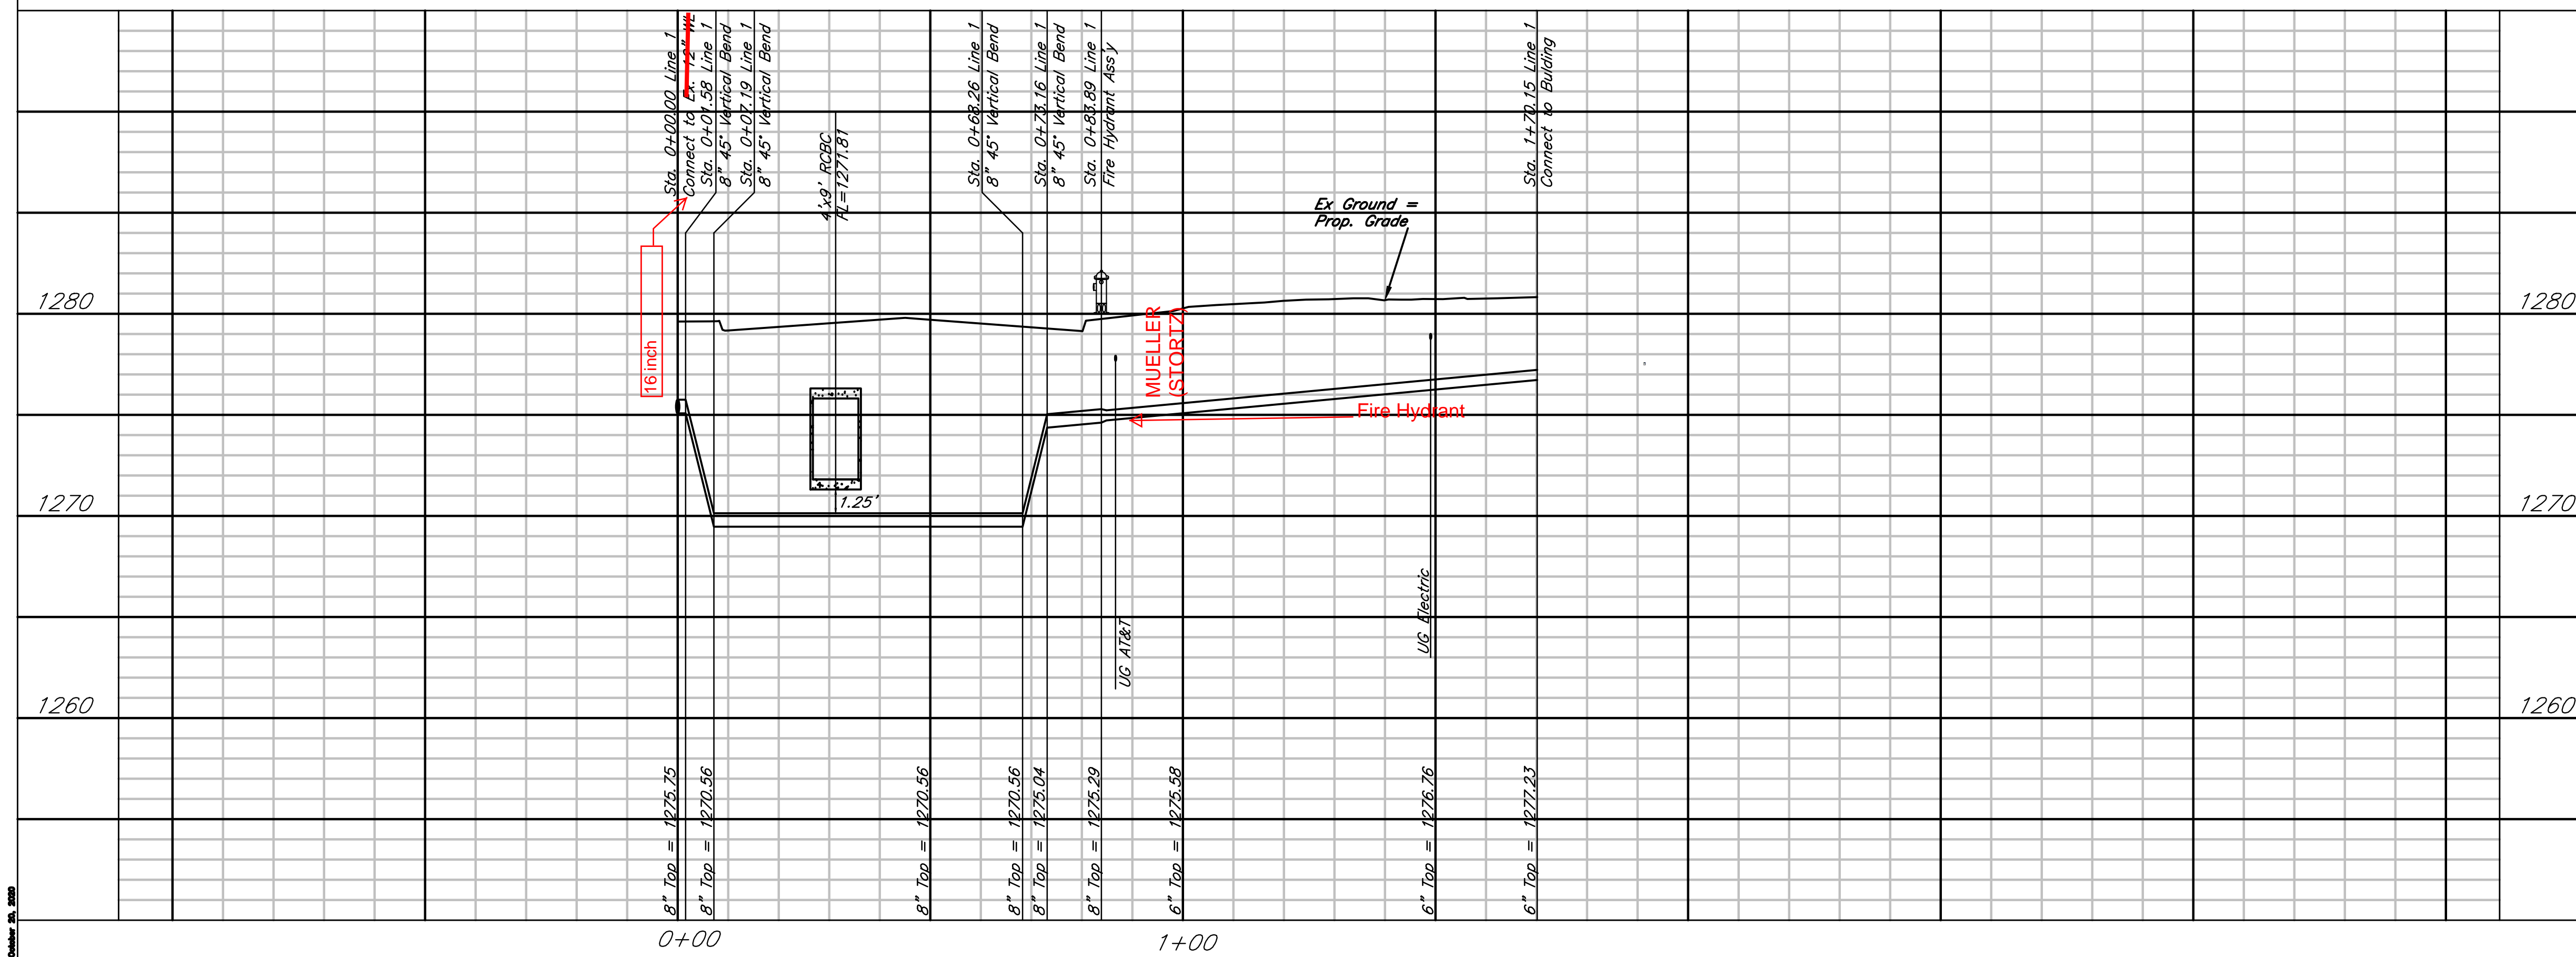 Sta. 0+00.00 Line 1
Connect to Ex. 12" WL
Sta. 0+01.58 Line 1
8" 45° Vertical Bend
Sta. 0+07.19 Line 1
8" 45° Vertical Bend
4'x9' RCBC
FL=1271.81
Sta. 0+68.26 Line 1
8" 45° Vertical Bend
Sta. 0+73.16 Line 1
8" 45° Vertical Bend
Sta. 0+83.89 Line 1
Fire Hydrant Ass'y
Sta. 1+70.15 Line 1
Connect to Bulding
Ex Ground =
Prop. Grade
16 inch
MUELLER
(STORTZ)
Fire Hydrant
1280
1280
1270
1270
1260
1260
1.25'
UG AT&T
UG Electric
8" Top = 1275.75
8" Top = 1270.56
8" Top = 1270.56
8" Top = 1270.56
8" Top = 1275.04
8" Top = 1275.29
6" Top = 1275.58
6" Top = 1276.76
6" Top = 1277.23
0+00
1+00
October 20, 2020